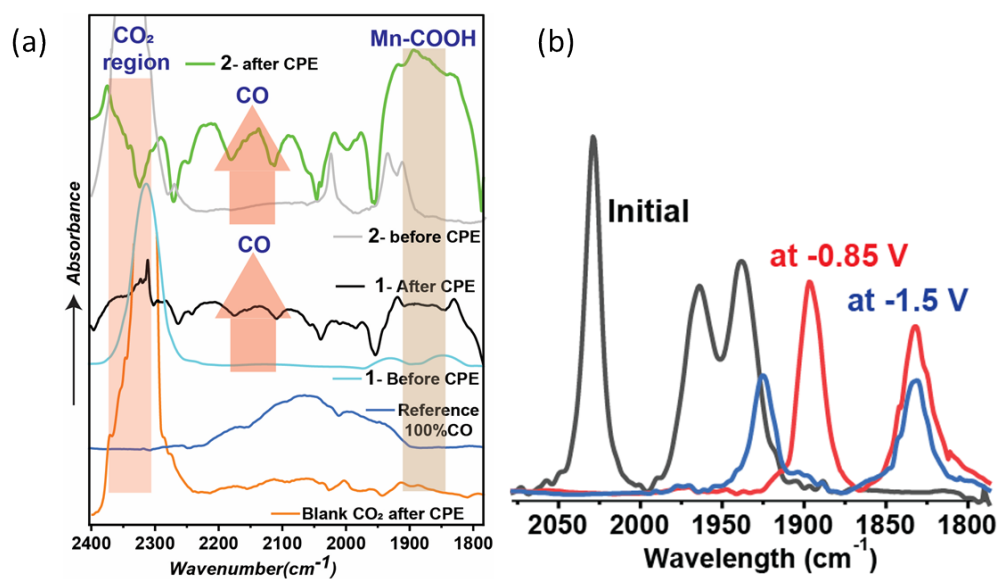 (a)
CO₂
region
2- after CPE
Mn-COOH
CO
2- before CPE
CO
1- After CPE
1- Before CPE
Reference
100%CO
Blank CO₂ after CPE
Absorbance
2400 2300 2200 2100 2000 1900 1800
Wavenumber(cm⁻¹)
(b)
Initial
at -0.85 V
at -1.5 V
2050 2000 1950 1900 1850 1800
Wavelength (cm⁻¹)